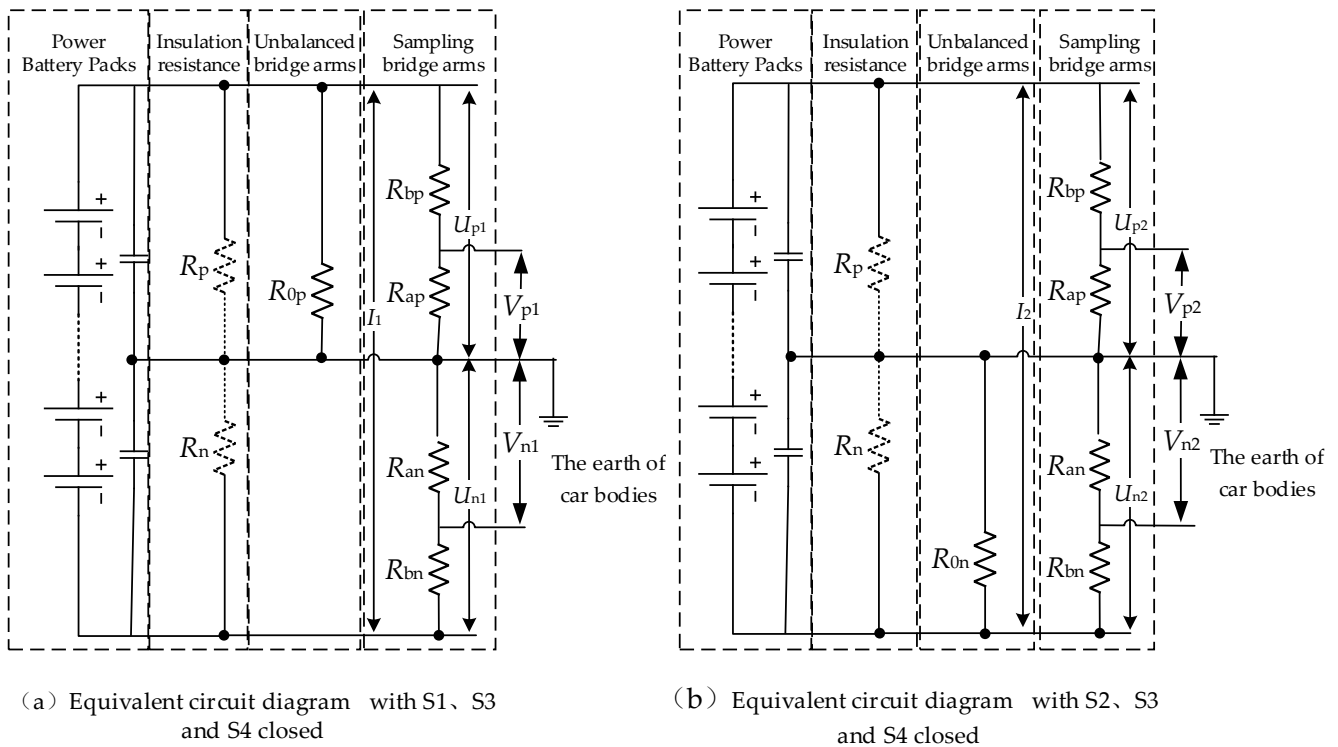 Power
Battery Packs
Insulation
resistance
Unbalanced
bridge arms
Sampling
bridge arms
Rbp
Up1
Rp
R0p
I1
Rap
Vp1
Rn
Ran
Un1
Vn1
Rbn
+
+
+
+
The earth of
car bodies
(a) Equivalent circuit diagram with S1、S3
and S4 closed
Power
Battery Packs
Insulation
resistance
Unbalanced
bridge arms
Sampling
bridge arms
Rbp
Up2
Rp
I2
Rap
Vp2
Rn
Ran
Un2
Vn2
R0n
Rbn
+
+
+
+
The earth of
car bodies
(b) Equivalent circuit diagram with S2、S3
and S4 closed